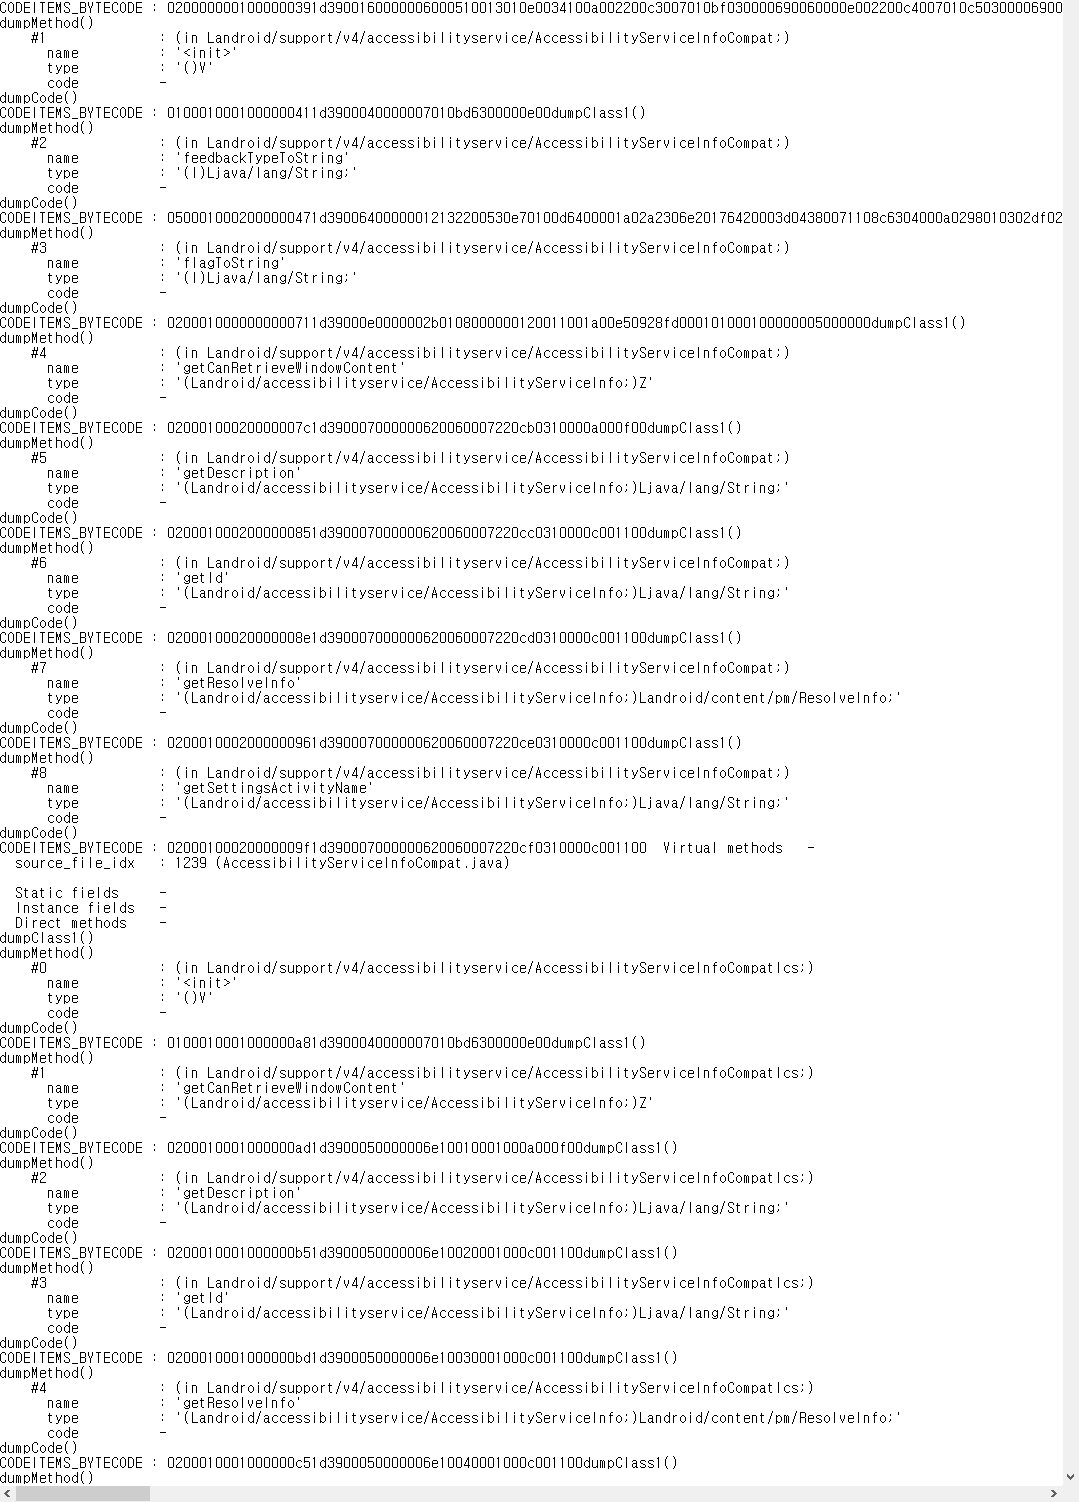 CODEITEMS_BYTECODE : 0200000001000000391d39001600000006000510013010e0034100a002200c3007010bf030000690060000e002200c4007010c50300006900
dumpMethod()
#1 : (in Landroid/support/v4/accessibilityservice/AccessibilityServiceInfoCompat;)
name : '<init>'
type : '()V'
code -
dumpCode()
CODEITEMS_BYTECODE : 0100010001000000411d3900040000007010bd6300000e00dumpClass1()
dumpMethod()
#2 : (in Landroid/support/v4/accessibilityservice/AccessibilityServiceInfoCompat;)
name : 'feedbackTypeToString'
type : '(I)Ljava/lang/String;'
code -
dumpCode()
CODEITEMS_BYTECODE : 0500010002000000471d39006400000012132200530e70100d6400001a02a2306e20176420003d04380071108c6304000a0298010302df02
dumpMethod()
#3 : (in Landroid/support/v4/accessibilityservice/AccessibilityServiceInfoCompat;)
name : 'flagToString'
type : '(I)Ljava/lang/String;'
code -
dumpCode()
CODEITEMS_BYTECODE : 0200010000000000711d39000e0000002b0108000000120011001a00e50928fd000101000100000005000000dumpClass1()
dumpMethod()
#4 : (in Landroid/support/v4/accessibilityservice/AccessibilityServiceInfoCompat;)
name : 'getCanRetrieveWindowContent'
type : '(Landroid/accessibilityservice/AccessibilityServiceInfo;)Z'
code -
dumpCode()
CODEITEMS_BYTECODE : 02000100020000007c1d390007000000620060007220cb0310000a000f00dumpClass1()
dumpMethod()
#5 : (in Landroid/support/v4/accessibilityservice/AccessibilityServiceInfoCompat;)
name : 'getDescription'
type : '(Landroid/accessibilityservice/AccessibilityServiceInfo;)Ljava/lang/String;'
code -
dumpCode()
CODEITEMS_BYTECODE : 0200010002000000851d390007000000620060007220cc0310000c001100dumpClass1()
dumpMethod()
#6 : (in Landroid/support/v4/accessibilityservice/AccessibilityServiceInfoCompat;)
name : 'getId'
type : '(Landroid/accessibilityservice/AccessibilityServiceInfo;)Ljava/lang/String;'
code -
dumpCode()
CODEITEMS_BYTECODE : 02000100020000008e1d390007000000620060007220cd0310000c001100dumpClass1()
dumpMethod()
#7 : (in Landroid/support/v4/accessibilityservice/AccessibilityServiceInfoCompat;)
name : 'getResolveInfo'
type : '(Landroid/accessibilityservice/AccessibilityServiceInfo;)Landroid/content/pm/ResolveInfo;'
code -
dumpCode()
CODEITEMS_BYTECODE : 0200010002000000961d390007000000620060007220ce0310000c001100dumpClass1()
dumpMethod()
#8 : (in Landroid/support/v4/accessibilityservice/AccessibilityServiceInfoCompat;)
name : 'getSettingsActivityName'
type : '(Landroid/accessibilityservice/AccessibilityServiceInfo;)Ljava/lang/String;'
code -
dumpCode()
CODEITEMS_BYTECODE : 02000100020000009f1d390007000000620060007220cf0310000c001100  Virtual methods   -
source_file_idx   : 1239 (AccessibilityServiceInfoCompat.java)
Static fields     -
Instance fields   -
Direct methods    -
dumpClass1()
dumpMethod()
#0 : (in Landroid/support/v4/accessibilityservice/AccessibilityServiceInfoCompatIcs;)
name : '<init>'
type : '()V'
code -
dumpCode()
CODEITEMS_BYTECODE : 0100010001000000a81d3900040000007010bd6300000e00dumpClass1()
dumpMethod()
#1 : (in Landroid/support/v4/accessibilityservice/AccessibilityServiceInfoCompatIcs;)
name : 'getCanRetrieveWindowContent'
type : '(Landroid/accessibilityservice/AccessibilityServiceInfo;)Z'
code -
dumpCode()
CODEITEMS_BYTECODE : 0200010001000000ad1d3900050000006e10010001000a000f00dumpClass1()
dumpMethod()
#2 : (in Landroid/support/v4/accessibilityservice/AccessibilityServiceInfoCompatIcs;)
name : 'getDescription'
type : '(Landroid/accessibilityservice/AccessibilityServiceInfo;)Ljava/lang/String;'
code -
dumpCode()
CODEITEMS_BYTECODE : 0200010001000000b51d3900050000006e10020001000c001100dumpClass1()
dumpMethod()
#3 : (in Landroid/support/v4/accessibilityservice/AccessibilityServiceInfoCompatIcs;)
name : 'getId'
type : '(Landroid/accessibilityservice/AccessibilityServiceInfo;)Ljava/lang/String;'
code -
dumpCode()
CODEITEMS_BYTECODE : 0200010001000000bd1d3900050000006e10030001000c001100dumpClass1()
dumpMethod()
#4 : (in Landroid/support/v4/accessibilityservice/AccessibilityServiceInfoCompatIcs;)
name : 'getResolveInfo'
type : '(Landroid/accessibilityservice/AccessibilityServiceInfo;)Landroid/content/pm/ResolveInfo;'
code -
dumpCode()
CODEITEMS_BYTECODE : 0200010001000000c51d3900050000006e10040001000c001100dumpClass1()
dumpMethod()